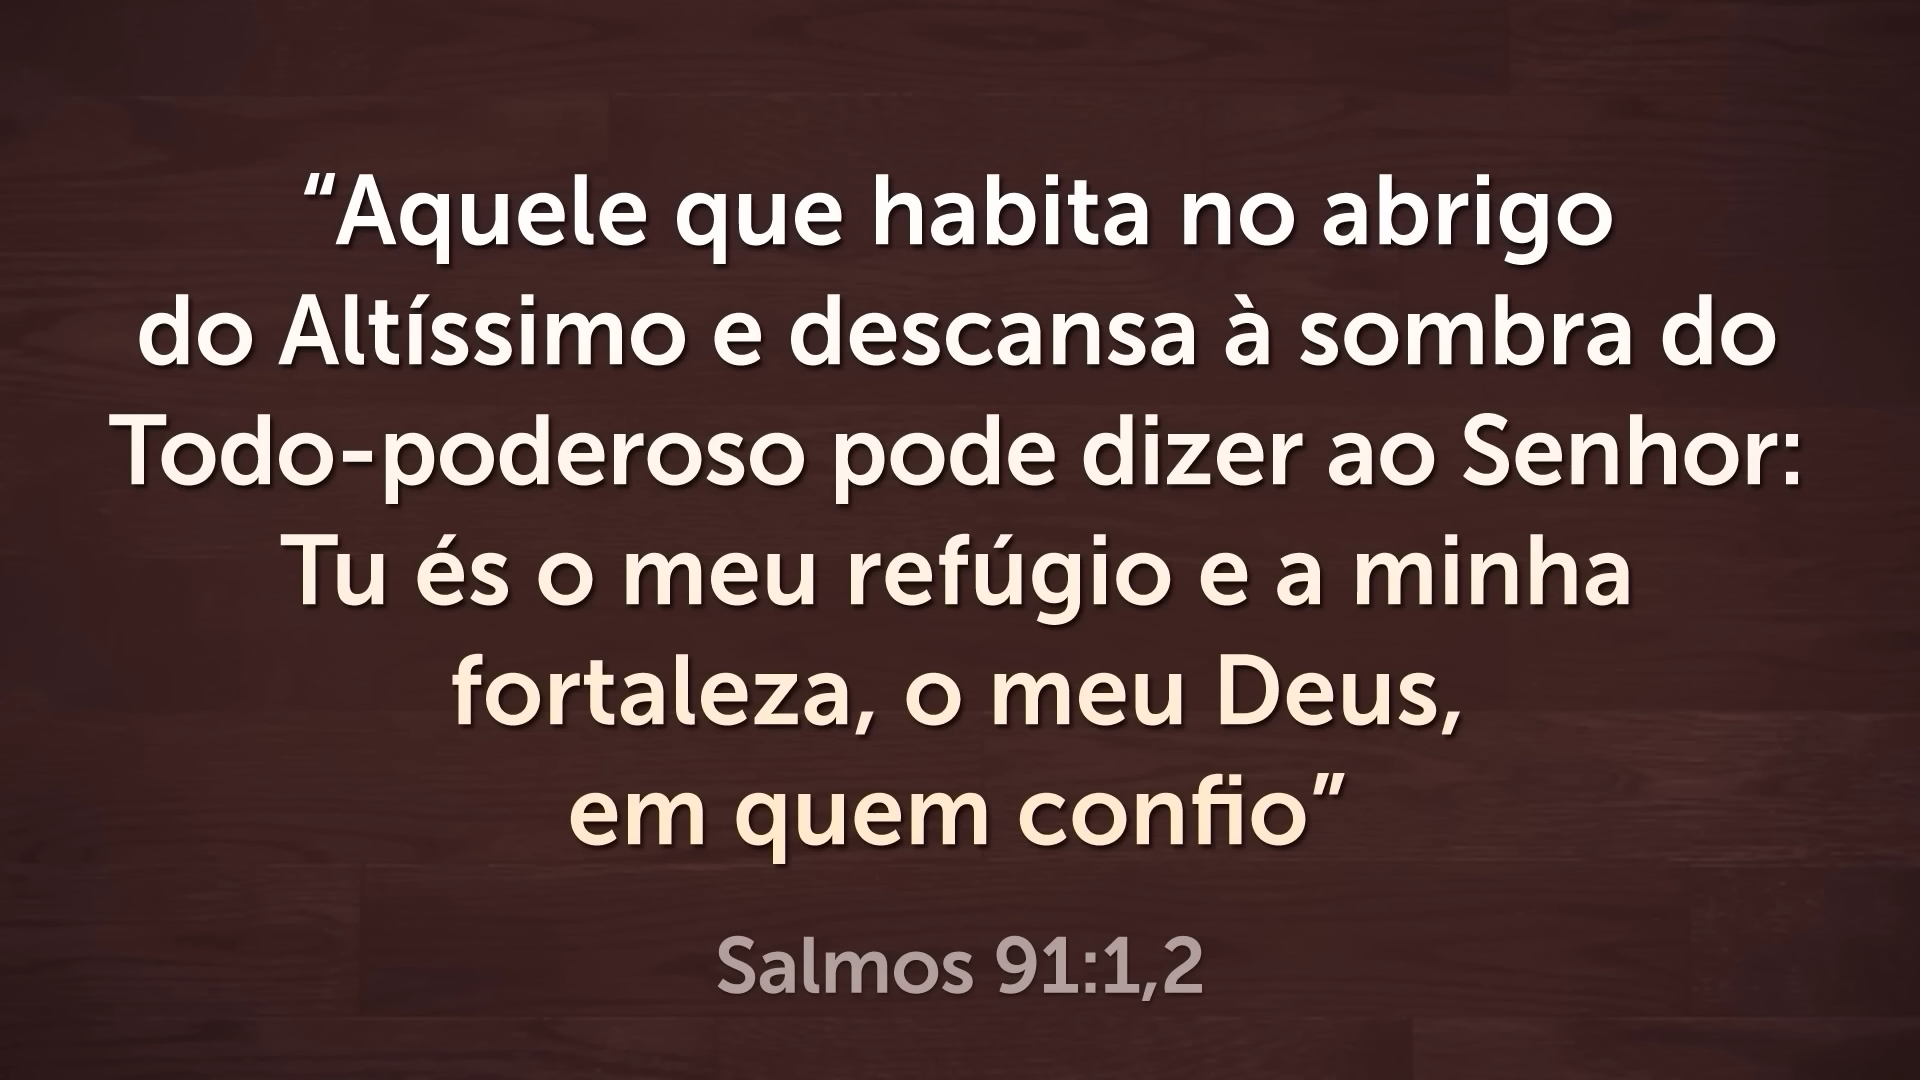 “Aquele que habita no abrigo
do Altíssimo e descansa à sombra do
Todo-poderoso pode dizer ao Senhor:
Tu és o meu refúgio e a minha
fortaleza, o meu Deus,
em quem confio”
Salmos 91:1,2